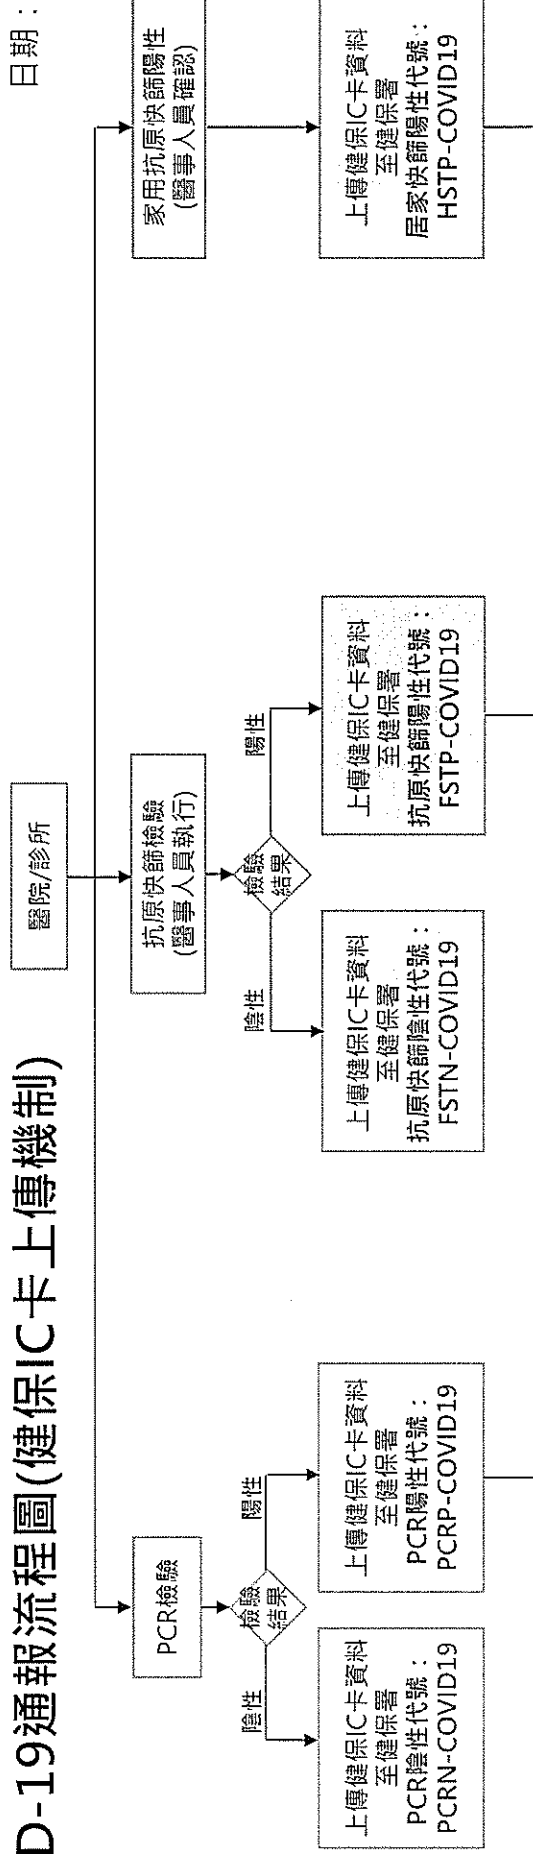 D-19通報流程圖(健保IC卡上傳機制)
日期：
醫院/診所
PCR檢驗
檢驗
結果
陰性
陽性
上傳健保IC卡資料
至健保署
PCR陰性代號：
PCRN-COVID19
上傳健保IC卡資料
至健保署
PCR陽性代號：
PCRP-COVID19
抗原快篩檢驗
(醫事人員執行)
檢驗
結果
陰性
陽性
上傳健保IC卡資料
至健保署
抗原快篩陰性代號：
FSTN-COVID19
上傳健保IC卡資料
至健保署
抗原快篩陽性代號：
FSTP-COVID19
家用抗原快篩陽性
(醫事人員確認)
上傳健保IC卡資料
至健保署
居家快篩陽性代號：
HSTP-COVID19